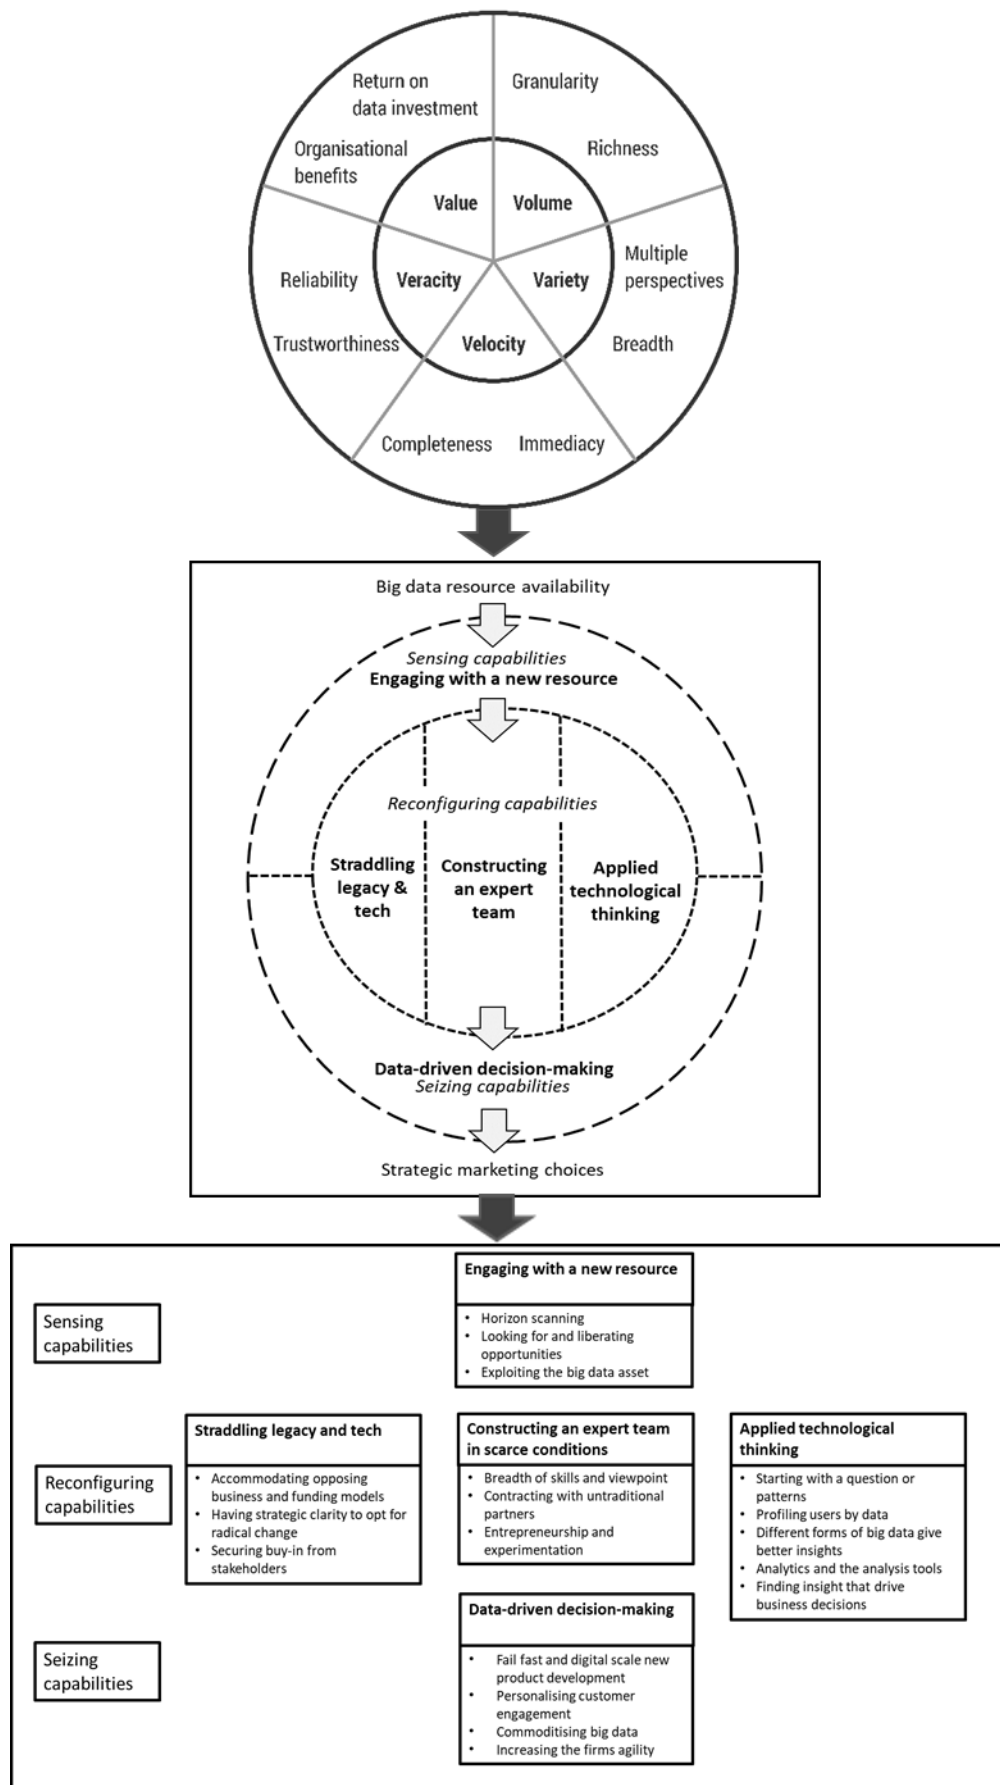 Return on
data investment
Granularity
Organisational
benefits
Richness
Value
Volume
Multiple
perspectives
Reliability
Veracity
Variety
Trustworthiness
Velocity
Breadth
Completeness
Immediacy
Big data resource availability
Sensing capabilities
Engaging with a new resource
Reconfiguring capabilities
Straddling
legacy &
tech
Constructing
an expert
team
Applied
technological
thinking
Data-driven decision-making
Seizing capabilities
Strategic marketing choices
Sensing
capabilities
Engaging with a new resource
• Horizon scanning
• Looking for and liberating
opportunities
• Exploiting the big data asset
Reconfiguring
capabilities
Straddling legacy and tech
• Accommodating opposing
business and funding models
• Having strategic clarity to opt for
radical change
• Securing buy-in from
stakeholders
Constructing an expert team
in scarce conditions
• Breadth of skills and viewpoint
• Contracting with untraditional
partners
• Entrepreneurship and
experimentation
Applied technological
thinking
• Starting with a question or
patterns
• Profiling users by data
• Different forms of big data give
better insights
• Analytics and the analysis tools
• Finding insight that drive
business decisions
Seizing
capabilities
Data-driven decision-making
• Fail fast and digital scale new
product development
• Personalising customer
engagement
• Commoditising big data
• Increasing the firms agility